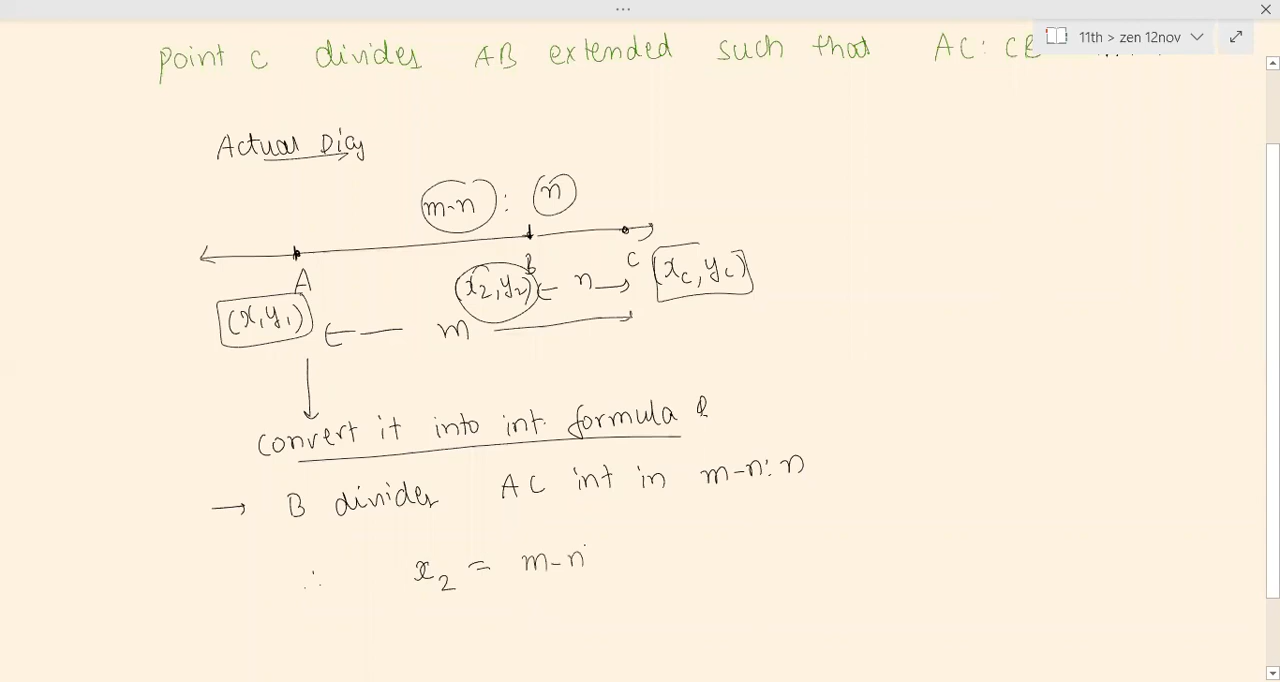 11th > zen 12nov
point c divides AB extended such that AC : CB
Actual Diag
m-n : n
A B C
(x2, y2) n (xc, yc)
(x, y1) m
convert it into int. formula
→ B divides AC int in m-n:n
∴ x2 = m-n